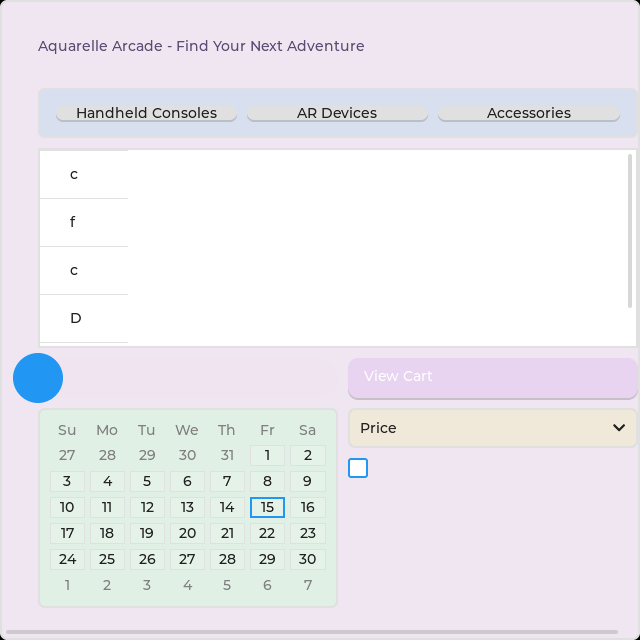 Aquarelle Arcade - Find Your Next Adventure
Handheld Consoles AR Devices Accessories
c
f
c
D
View Cart
Price
Su Mo Tu We Th Fr Sa
27 28 29 30 31 1 2
3 4 5 6 7 8 9
10 11 12 13 14 15 16
17 18 19 20 21 22 23
24 25 26 27 28 29 30
1 2 3 4 5 6 7